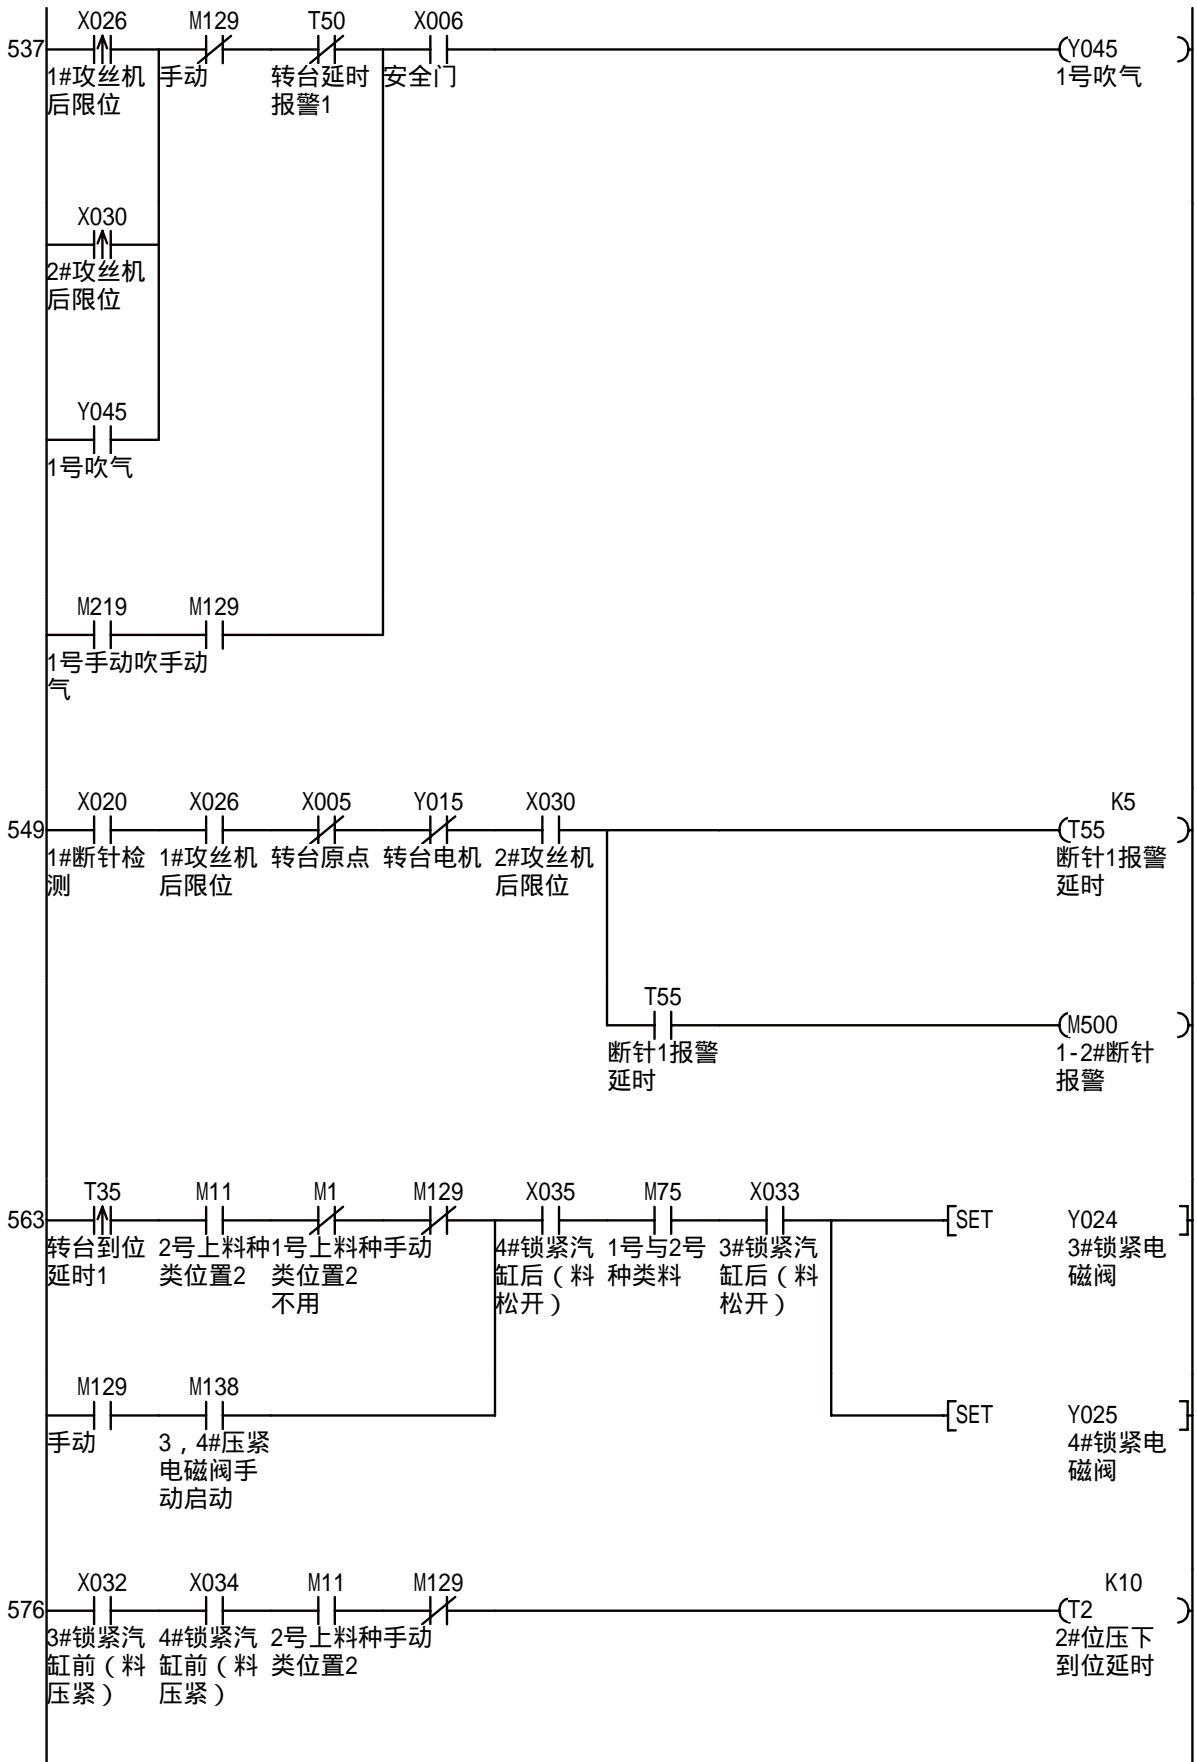 X026 M129 T50 X006
537 (Y045 )
1#攻丝机 手动 转台延时 安全门 1号吹气
后限位 报警1
X030
2#攻丝机
后限位
Y045
1号吹气
M219 M129
1号手动吹 手动
气
X020 X026 X005 Y015 X030 K5
549 (T55 )
1#断针检 1#攻丝机 转台原点 转台电机 2#攻丝机 断针1报警
测 后限位 后限位 延时
T55
(M500 )
断针1报警 1-2#断针
延时 报警
T35 M11 M1 M129 X035 M75 X033
563 [SET Y024 ]
转台到位 2号上料种 1号上料种 手动 4#锁紧汽 1号与2号 3#锁紧汽 3#锁紧电
延时1 类位置2 类位置2 缸后(料 种类料 缸后(料 磁阀
不用 松开) 松开)
M129 M138
[SET Y025 ]
手动 3,4#压紧 4#锁紧电
电磁阀手 磁阀
动启动
X032 X034 M11 M129 K10
576 (T2 )
3#锁紧汽 4#锁紧汽 2号上料种 手动 2#位压下
缸前(料 缸前(料 类位置2 到位延时
压紧) 压紧)